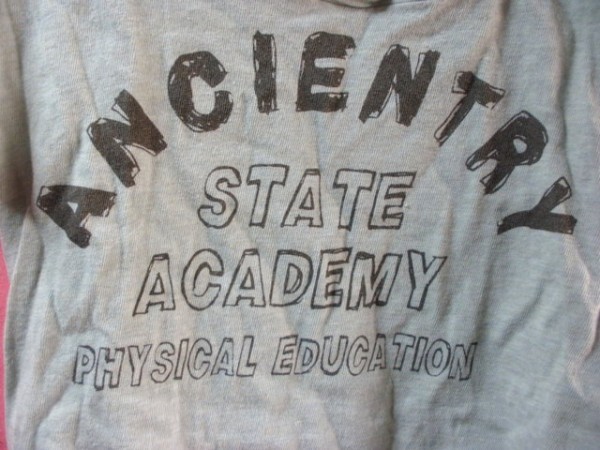 ANCIENTRY
STATE
ACADEMY
PHYSICAL EDUCATION